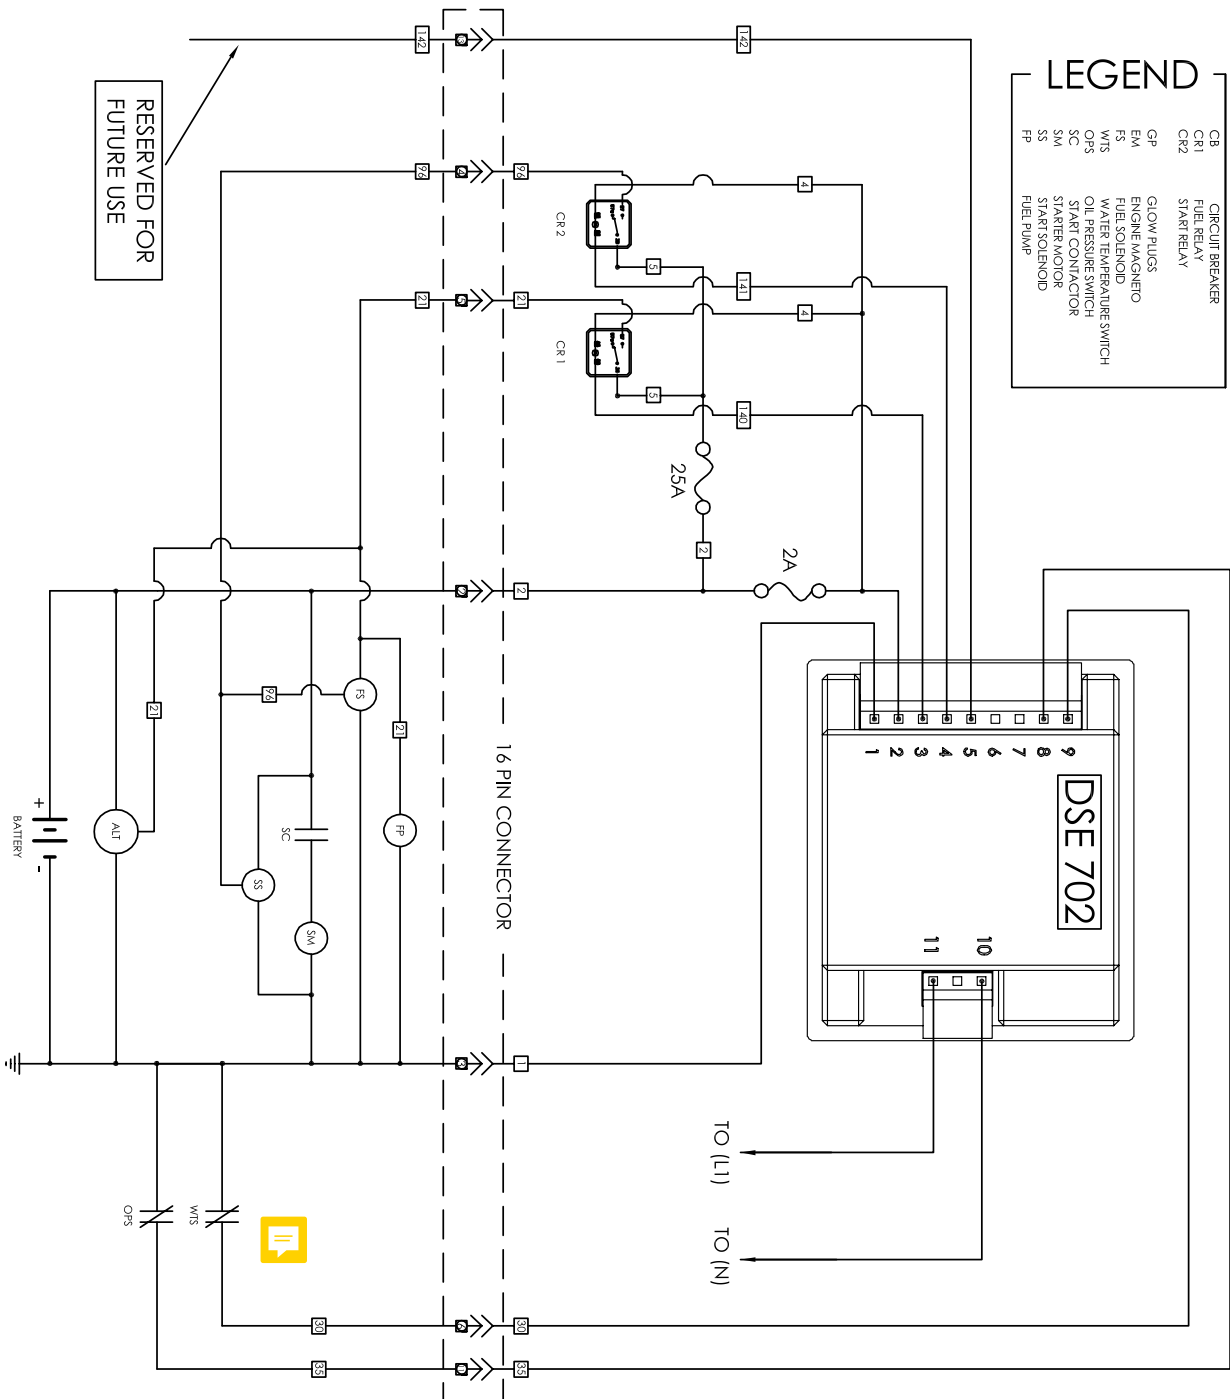 LEGEND
CB CIRCUIT BREAKER
CR1 FUEL RELAY
CR2 START RELAY
GP GLOW PLUGS
EM ENGINE MAGNETO
FS FUEL SOLENOID
WTS WATER TEMPERATURE SWITCH
OPS OIL PRESSURE SWITCH
SC START CONTACTOR
SM STARTER MOTOR
SS START SOLENOID
FP FUEL PUMP
142
142
RESERVED FOR
FUTURE USE
96
96
4
CR 2
5
141
21
21
4
CR 1
5
140
25A
2
2A
2
DSE 702
1
2
3
4
5
6
7
8
9
10
11
16 PIN CONNECTOR
FS
96
21
21
FP
SC
SS
SM
ALT
+
-
BATTERY
1
TO (L1)
TO (N)
WTS
OPS
30
30
35
35